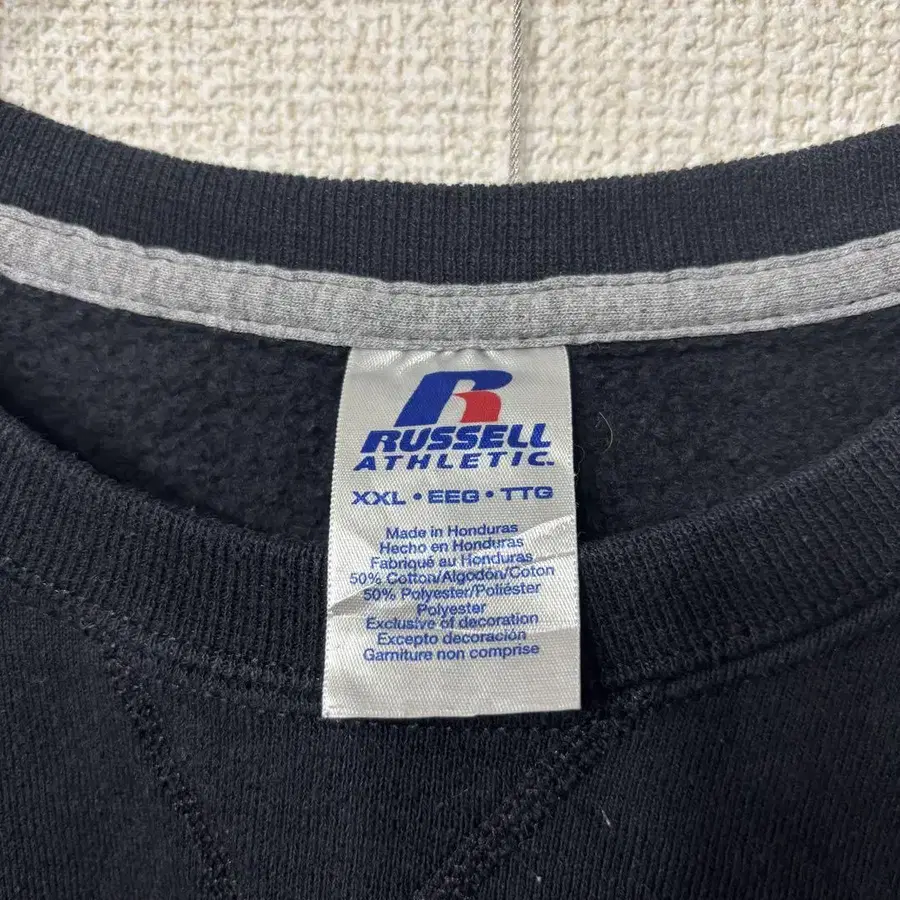 R
RUSSELL
ATHLETIC.
XXL • EEG • TTG
Made in Honduras
Hecho en Honduras
Fabriqué au Honduras
50% Cotton/Algodón/Coton
50% Polyester/Poliéster
Polyester
Exclusive of decoration
Excepto decoración
Garniture non comprise